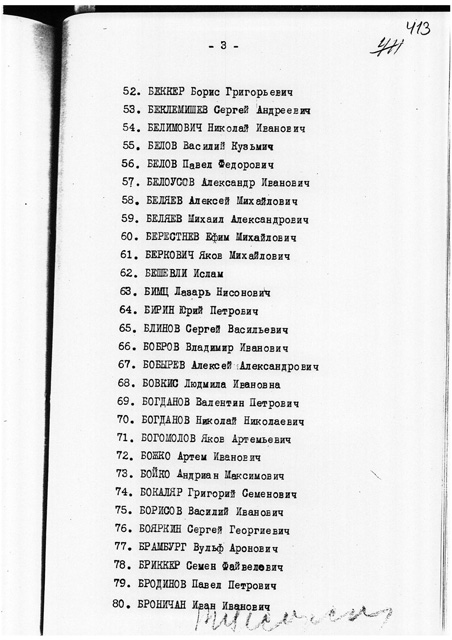 413
- 3 -
52. БЕККЕР Борис Григорьевич
53. БЕКЛЕМИШЕВ Сергей Андреевич
54. БЕЛИМОВИЧ Николай Иванович
55. БЕЛОВ Василий Кузьмич
56. БЕЛОВ Павел Федорович
57. БЕЛОУСОВ Александр Иванович
58. БЕЛЯЕВ Алексей Михайлович
59. БЕЛЯЕВ Михаил Александрович
60. БЕРЕСТНЕВ Ефим Михайлович
61. БЕРКОВИЧ Яков Михайлович
62. БЕШЕВЛИ Ислам
63. БИМЦ Лазарь Нисонович
64. БИРИН Юрий Петрович
65. БЛИНОВ Сергей Васильевич
66. БОБРОВ Владимир Иванович
67. БОБЫРЕВ Алексей Александрович
68. БОВКИС Людмила Ивановна
69. БОГДАНОВ Валентин Петрович
70. БОГДАНОВ Николай Николаевич
71. БОГОМОЛОВ Яков Артемьевич
72. БОЖКО Артем Иванович
73. БОЙКО Андриан Максимович
74. БОКАЛЯР Григорий Семенович
75. БОРИСОВ Василий Иванович
76. БОЯРКИН Сергей Георгиевич
77. БРАМБУРГ Вульф Аронович
78. БРИККЕР Семен Файвелович
79. БРОДИНОВ Павел Петрович
80. БРОНИЧАН Иван Иванович